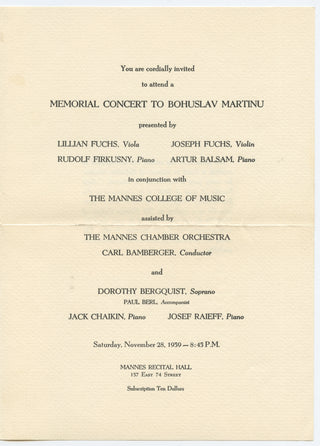 You are cordially invited
to attend a
MEMORIAL CONCERT TO BOHUSLAV MARTINU
presented by
LILLIAN FUCHS, Viola JOSEPH FUCHS, Violin
RUDOLF FIRKUSNY, Piano ARTUR BALSAM, Piano
in conjunction with
THE MANNES COLLEGE OF MUSIC
assisted by
THE MANNES CHAMBER ORCHESTRA
CARL BAMBERGER, Conductor
and
DOROTHY BERGQUIST, Soprano
PAUL BERL, Accompanist
JACK CHAIKIN, Piano JOSEF RAIEFF, Piano
Saturday, November 28, 1959 — 8:45 P.M.
MANNES RECITAL HALL
157 EAST 74 STREET
Subscription Ten Dollars